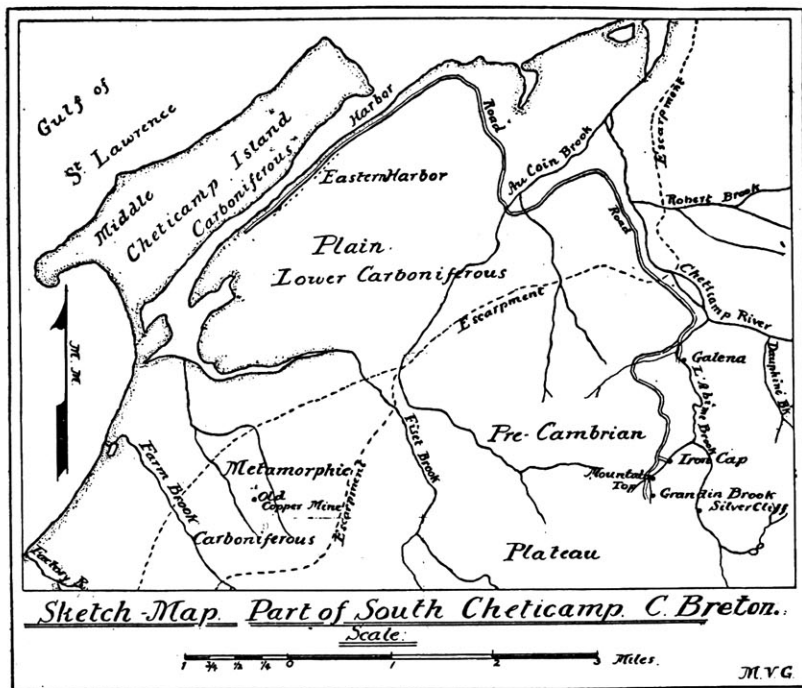 Gulf of
St. Lawrence
Middle
Cheticamp Island
Carboniferous
Harbor
Road
Eastern Harbor
Au Coin Brook
Escarpment
Robert Brook
Road
Plain
Lower Carboniferous
Escarpment
Cheticamp River
M.M.
Galena
L'Abime Brook
Dauphiné Bk
Pre-Cambrian
Fiset Brook
Iron Cap
Mountain
Top
Grandin Brook
Silver Cliff
Farm Brook
Metamorphic
Old
Copper Mine
Carboniferous
Escarpment
Plateau
Factory B.
Sketch-Map. Part of South Cheticamp. C. Breton.:
Scale:
1 ¾ ½ ¼ 0 1 2 3 Miles.
M.V.G.